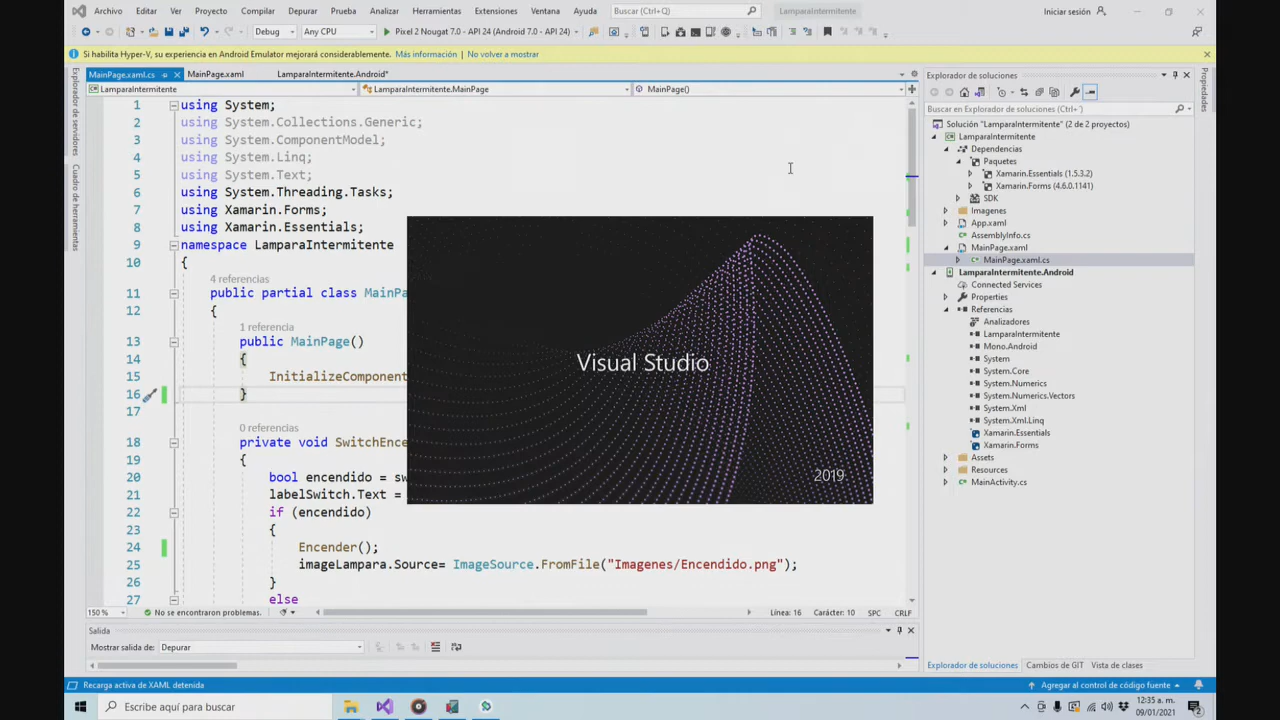 Archivo Editar Ver Proyecto Compilar Depurar Prueba Analizar Herramientas Extensiones Ventana Ayuda Buscar (Ctrl+Q) LamparaIntermitente Iniciar sesión
Debug Any CPU Pixel 2 Nougat 7.0 - API 24 (Android 7.0 - API 24)
Si habilita Hyper-V, su experiencia en Android Emulator mejorará considerablemente. Más información No volver a mostrar
MainPage.xaml.cs MainPage.xaml LamparaIntermitente.Android*
LamparaIntermitente LamparaIntermitente.MainPage MainPage()
Explorador de servidores
Cuadro de herramientas
1 using System;
2 using System.Collections.Generic;
3 using System.ComponentModel;
4 using System.Linq;
5 using System.Text;
6 using System.Threading.Tasks;
7 using Xamarin.Forms;
8 using Xamarin.Essentials;
9 namespace LamparaIntermitente
10 {
4 referencias
11 public partial class MainPa
12 {
1 referencia
13 public MainPage()
14 {
15 InitializeComponent
16 }
17
0 referencias
18 private void SwitchEnce
19 {
20 bool encendido = sw
21 labelSwitch.Text =
22 if (encendido)
23 {
24 Encender();
25 imageLampara.Source= ImageSource.FromFile("Imagenes/Encendido.png");
26 }
27 else
Visual Studio
2019
150 % No se encontraron problemas. Línea: 16 Carácter: 10 SPC CRLF
Salida
Mostrar salida de: Depurar
Explorador de soluciones
Buscar en Explorador de soluciones (Ctrl+´)
Solución "LamparaIntermitente" (2 de 2 proyectos)
LamparaIntermitente
Dependencias
Paquetes
Xamarin.Essentials (1.5.3.2)
Xamarin.Forms (4.6.0.1141)
SDK
Imagenes
App.xaml
AssemblyInfo.cs
MainPage.xaml
MainPage.xaml.cs
LamparaIntermitente.Android
Connected Services
Properties
Referencias
Analizadores
LamparaIntermitente
Mono.Android
System
System.Core
System.Numerics
System.Numerics.Vectors
System.Xml
System.Xml.Linq
Xamarin.Essentials
Xamarin.Forms
Assets
Resources
MainActivity.cs
Propiedades
Explorador de soluciones Cambios de GIT Vista de clases
Recarga activa de XAML detenida Agregar al control de código fuente
Escribe aquí para buscar
12:35 a. m.
09/01/2021
2